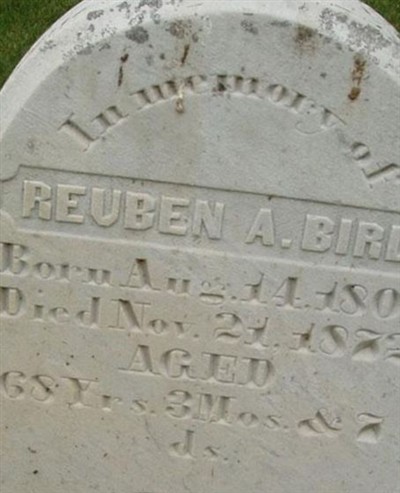 In memory of
REUBEN A. BIRD
Born Aug. 14. 180
Died Nov. 21. 1872
AGED
68 Yrs. 3 Mos. & 7
ds.